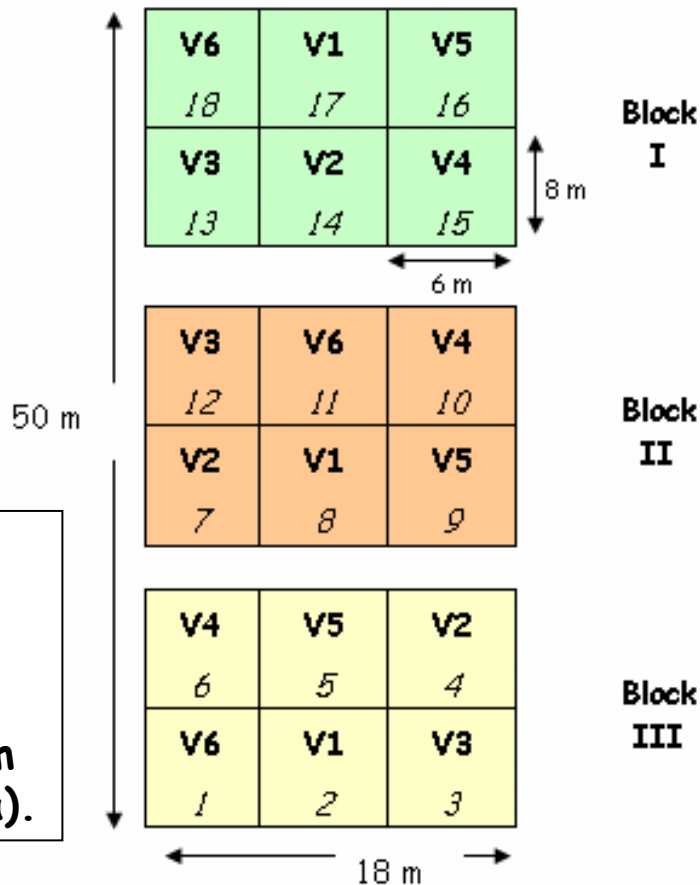 V6 V1 V5
18 17 16
V3 V2 V4
13 14 15
Block
I
8 m
6 m
V3 V6 V4
12 11 10
V2 V1 V5
7 8 9
Block
II
50 m
V4 V5 V2
6 5 4
V6 V1 V3
1 2 3
Block
III
).
18 m